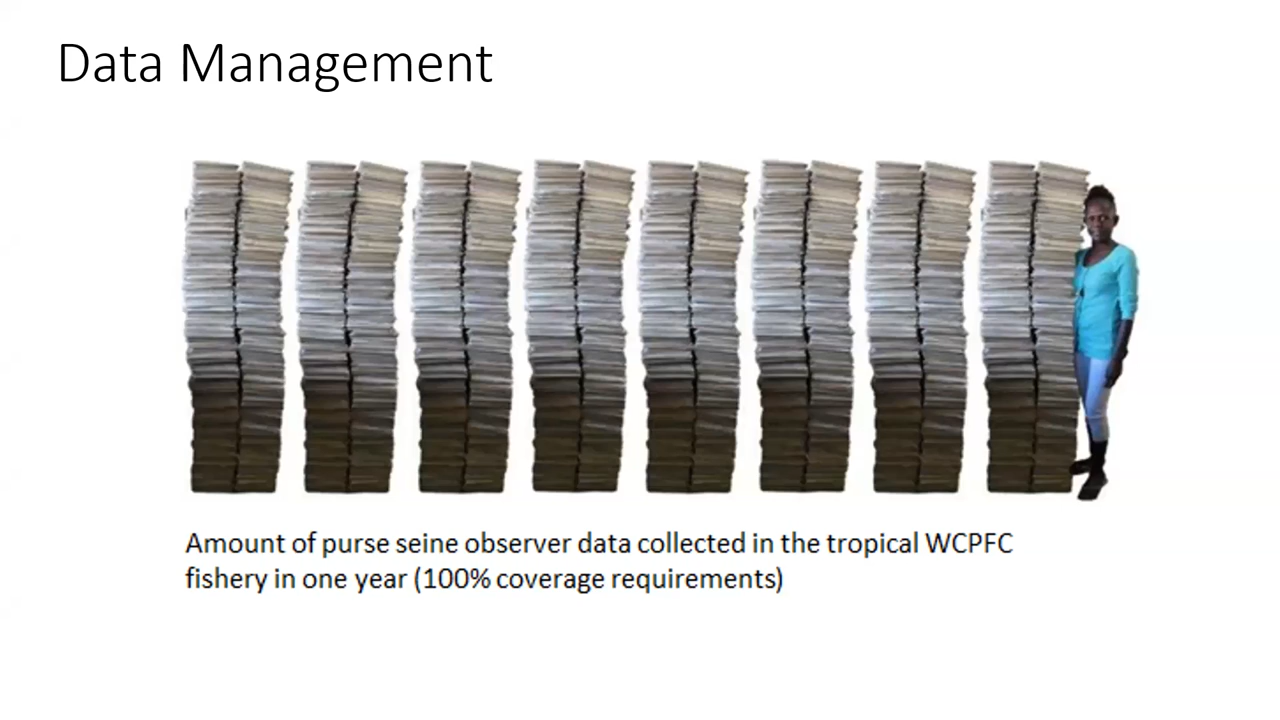 Data Management
Amount of purse seine observer data collected in the tropical WCPFC
fishery in one year (100% coverage requirements)